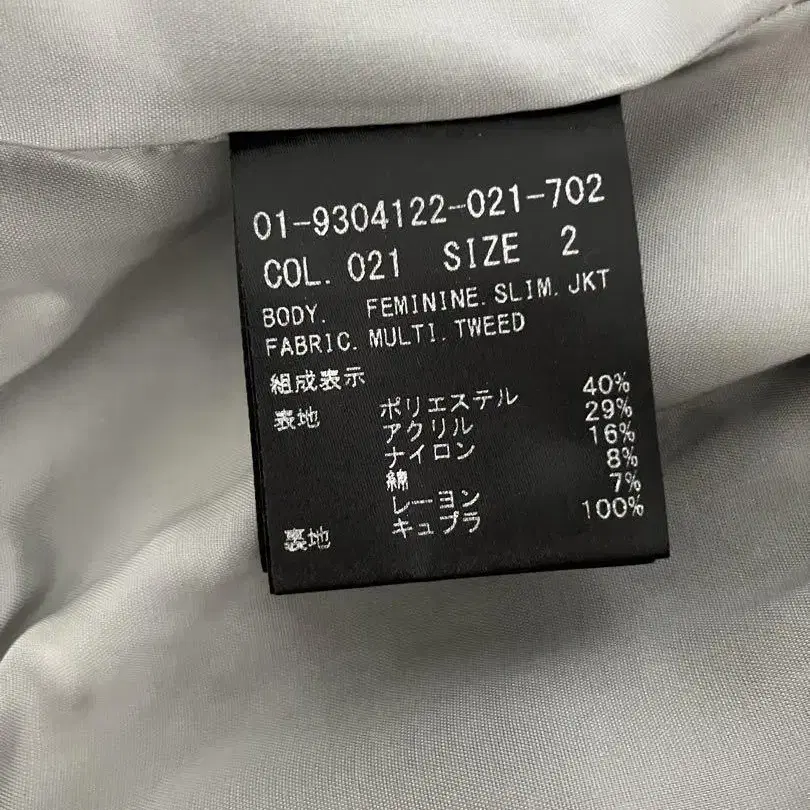 01-9304122-021-702
COL. 021 SIZE 2
BODY. FEMININE. SLIM. JKT
FABRIC. MULTI. TWEED
組成表示
表地 ポリエステル 40%
アクリル 29%
ナイロン 16%
綿 8%
レーヨン 7%
裏地 キュプラ 100%